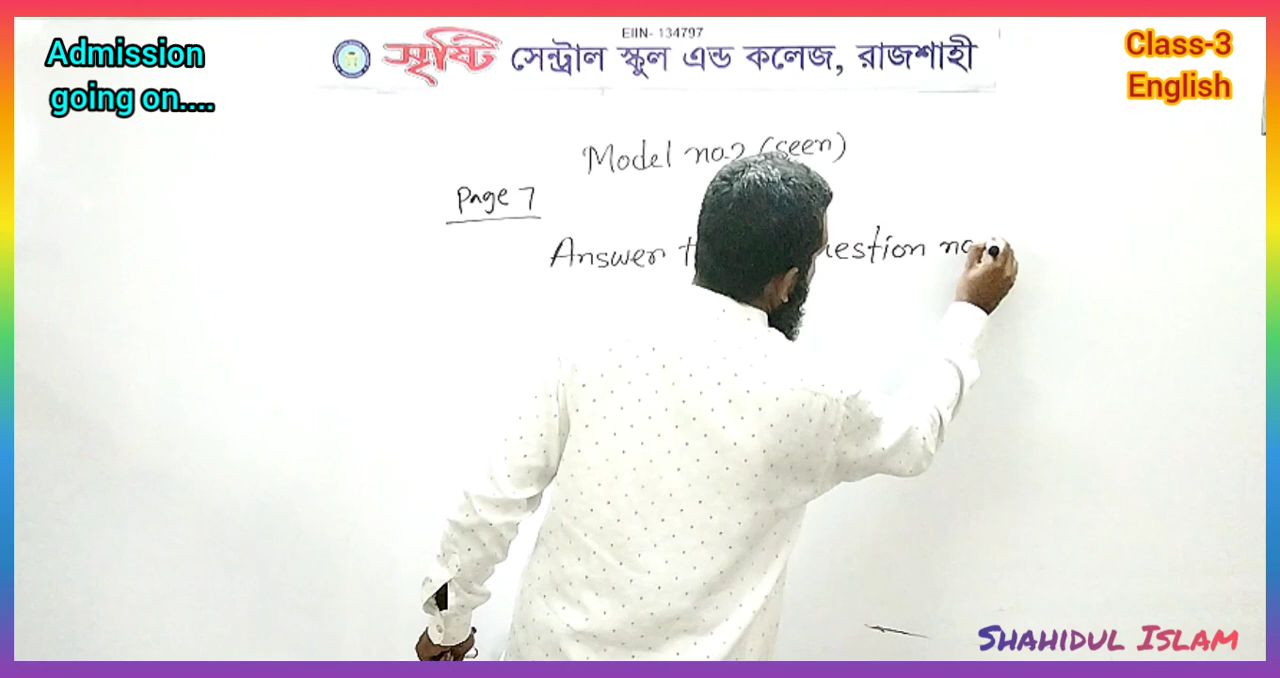 Admission
going on....
EIIN- 134797
সৃষ্টি সেন্ট্রাল স্কুল এন্ড কলেজ, রাজশাহী
Class-3
English
Model no.2 (seen)
Page 7
Answer question no
SHAHIDUL ISLAM